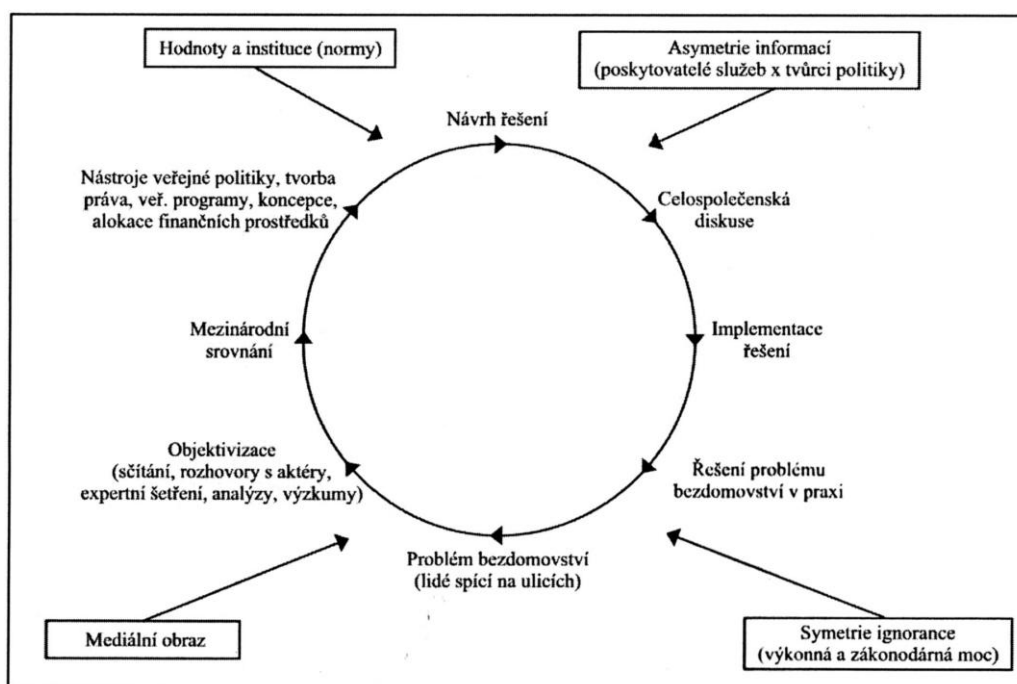 Hodnoty a instituce (normy)
Asymetrie informací
(poskytovatelé služeb x tvůrci politiky)
Návrh řešení
Nástroje veřejné politiky, tvorba
práva, veř. programy, koncepce,
alokace finančních prostředků
Celospolečenská
diskuse
Mezinárodní
srovnání
Implementace
řešení
Objektivizace
(sčítání, rozhovory s aktéry,
expertní šetření, analýzy, výzkumy)
Řešení problému
bezdomovství v praxi
Problém bezdomovství
(lidé spící na ulicích)
Mediální obraz
Symetrie ignorance
(výkonná a zákonodárná moc)